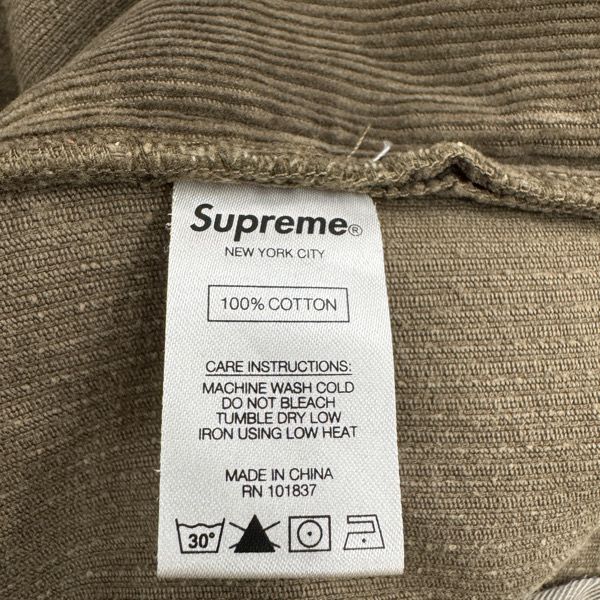 Supreme®
NEW YORK CITY
100% COTTON
CARE INSTRUCTIONS:
MACHINE WASH COLD
DO NOT BLEACH
TUMBLE DRY LOW
IRON USING LOW HEAT
MADE IN CHINA
RN 101837
30°